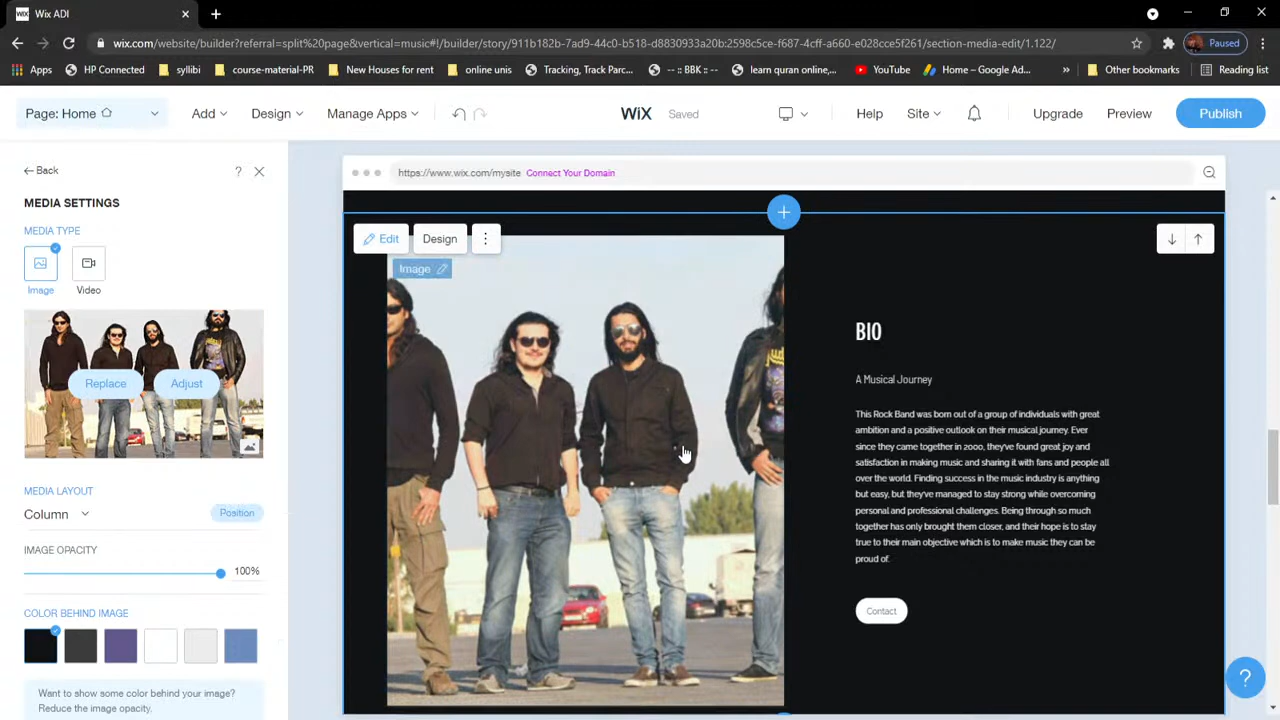 WiX Wix ADI
wix.com/website/builder?referral=split%20page&vertical=music#!/builder/story/911b182b-7ad9-44c0-b518-d8830933a20b:2598c5ce-f687-4cff-a660-e028cce5f261/section-media-edit/1.122/
Paused
Apps HP Connected syllibi course-material-PR New Houses for rent online unis Tracking, Track Parc... -- :: BBK :: -- learn quran online,... YouTube Home – Google Ad... » Other bookmarks Reading list
Page: Home Add Design Manage Apps WiX Saved Help Site Upgrade Preview Publish
Back ?
https://www.wix.com/mysite Connect Your Domain
MEDIA SETTINGS
MEDIA TYPE
Image Video
Edit Design
Image
Replace Adjust
MEDIA LAYOUT
Column Position
IMAGE OPACITY
100%
COLOR BEHIND IMAGE
Want to show some color behind your image?
Reduce the image opacity.
BIO
A Musical Journey
This Rock Band was born out of a group of individuals with great
ambition and a positive outlook on their musical journey. Ever
since they came together in 2000, they've found great joy and
satisfaction in making music and sharing it with fans and people all
over the world. Finding success in the music industry is anything
but easy, but they've managed to stay strong while overcoming
personal and professional challenges. Being through so much
together has only brought them closer, and their hope is to stay
true to their main objective which is to make music they can be
proud of.
Contact
?